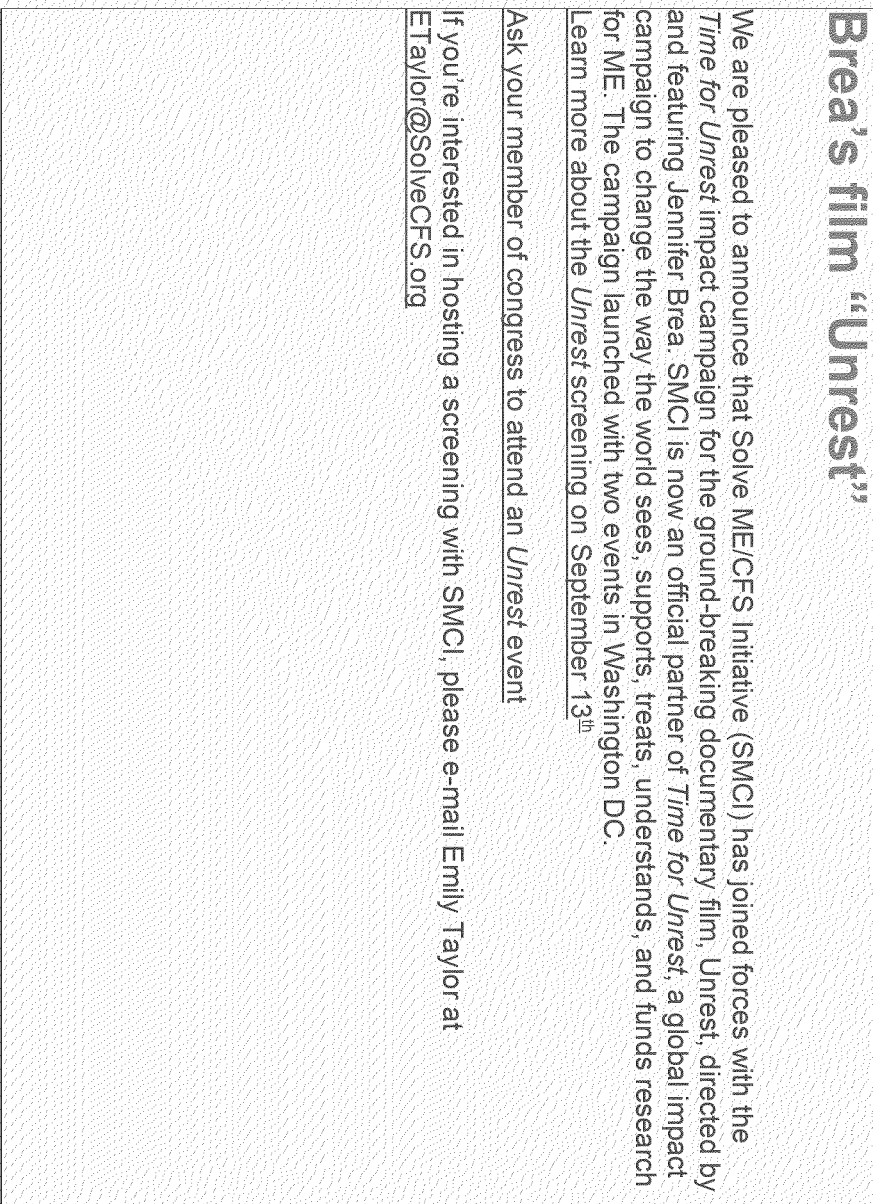 Brea's film “Unrest”
We are pleased to announce that Solve ME/CFS Initiative (SMCI) has joined forces with the
Time for Unrest impact campaign for the ground-breaking documentary film, Unrest, directed by
and featuring Jennifer Brea. SMCI is now an official partner of Time for Unrest, a global impact
campaign to change the way the world sees, supports, treats, understands, and funds research
for ME. The campaign launched with two events in Washington DC.
Learn more about the Unrest screening on September 13th
Ask your member of congress to attend an Unrest event
If you're interested in hosting a screening with SMCI, please e-mail Emily Taylor at
ETaylor@SolveCFS.org